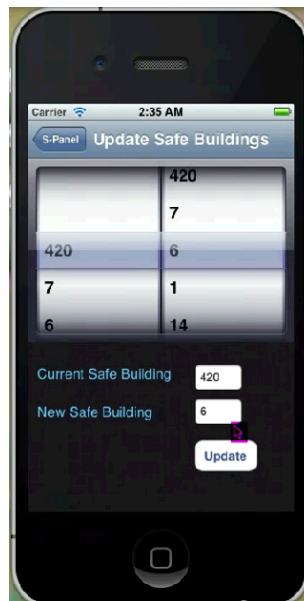 Carrier 2:35 AM
S-Panel Update Safe Buildings
420
7
420 6
7 1
6 14
Current Safe Building 420
New Safe Building 6
Update